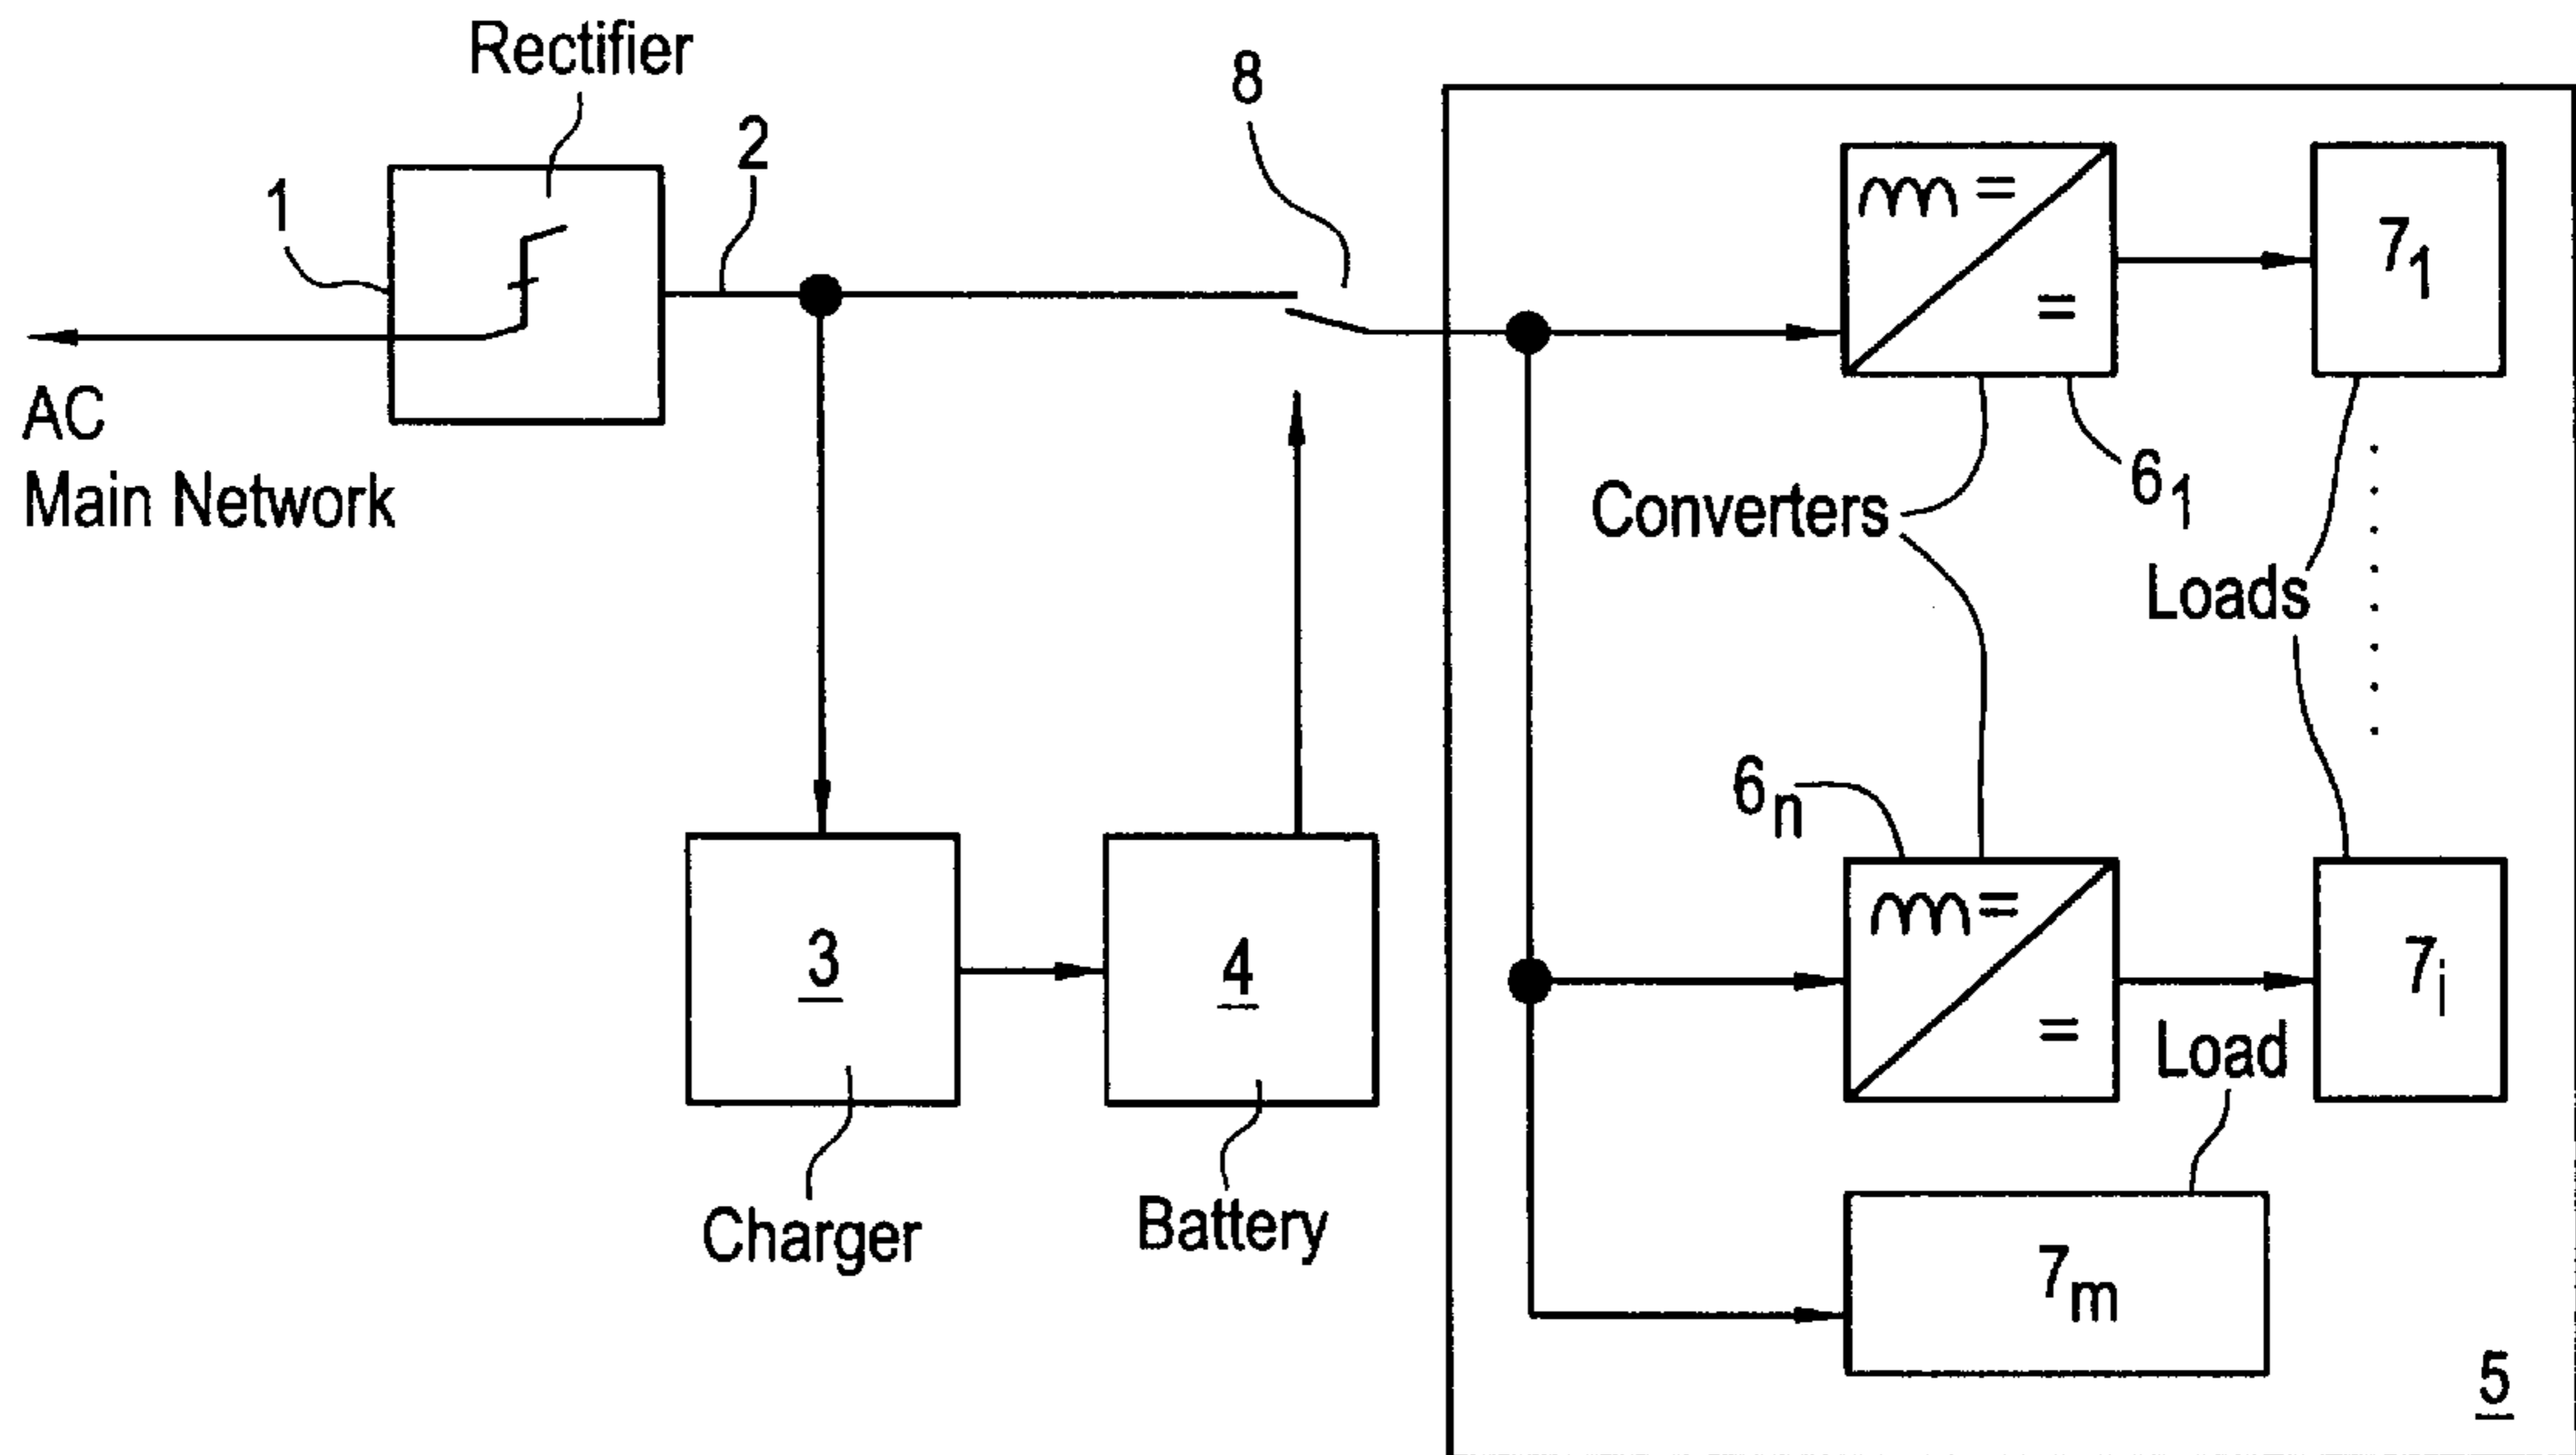 Rectifier
1
2
8
AC
Main Network
3
Charger
4
Battery
=
=
6₁
7₁
Converters
Loads
6ₙ
=
=
7ᵢ
Load
7ₘ
5